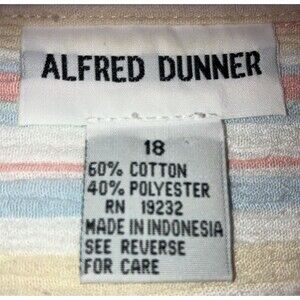 ALFRED DUNNER
18
60% COTTON
40% POLYESTER
RN 19232
MADE IN INDONESIA
SEE REVERSE
FOR CARE